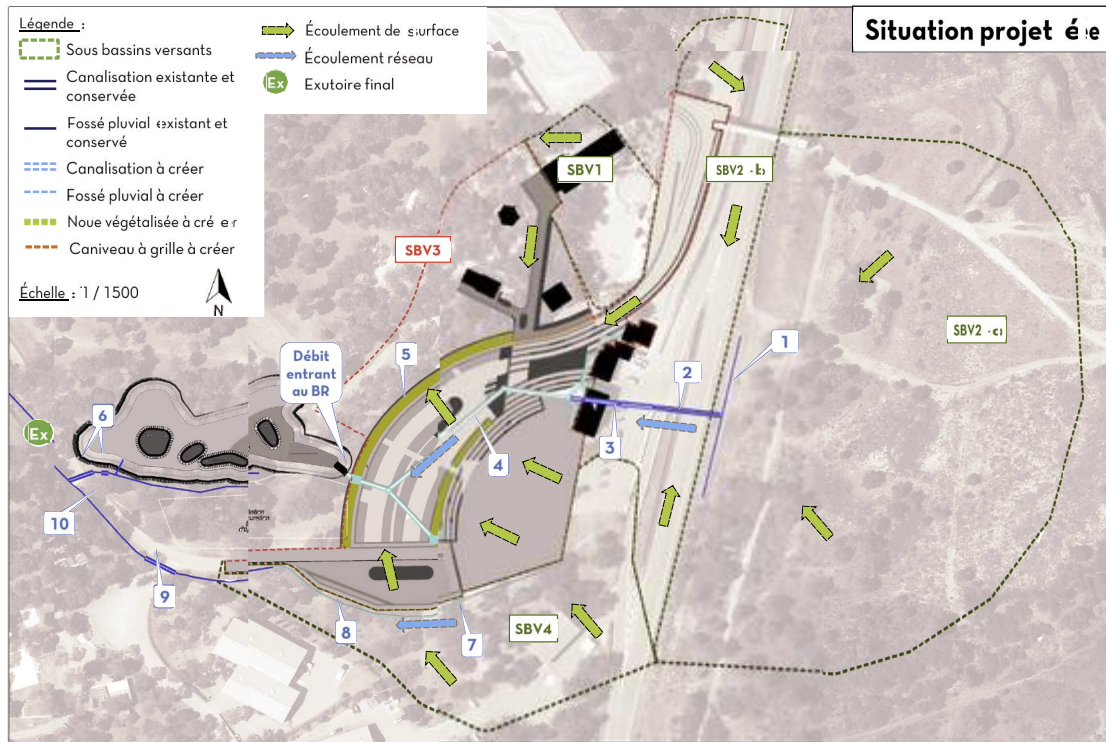 Situation projetée
Légende :
Sous bassins versants
Canalisation existante et
conservée
Fossé pluvial existant et
conservé
Canalisation à créer
Fossé pluvial à créer
Noue végétalisée à créer
Caniveau à grille à créer
Échelle : 1 / 1500
N
Écoulement de surface
Écoulement réseau
Ex
Exutoire final
SBV1
SBV2 - b
SBV3
SBV2 - a
1
5
Débit
entrant
au BR
2
6
Ex
3
4
10
9
8
7
SBV4